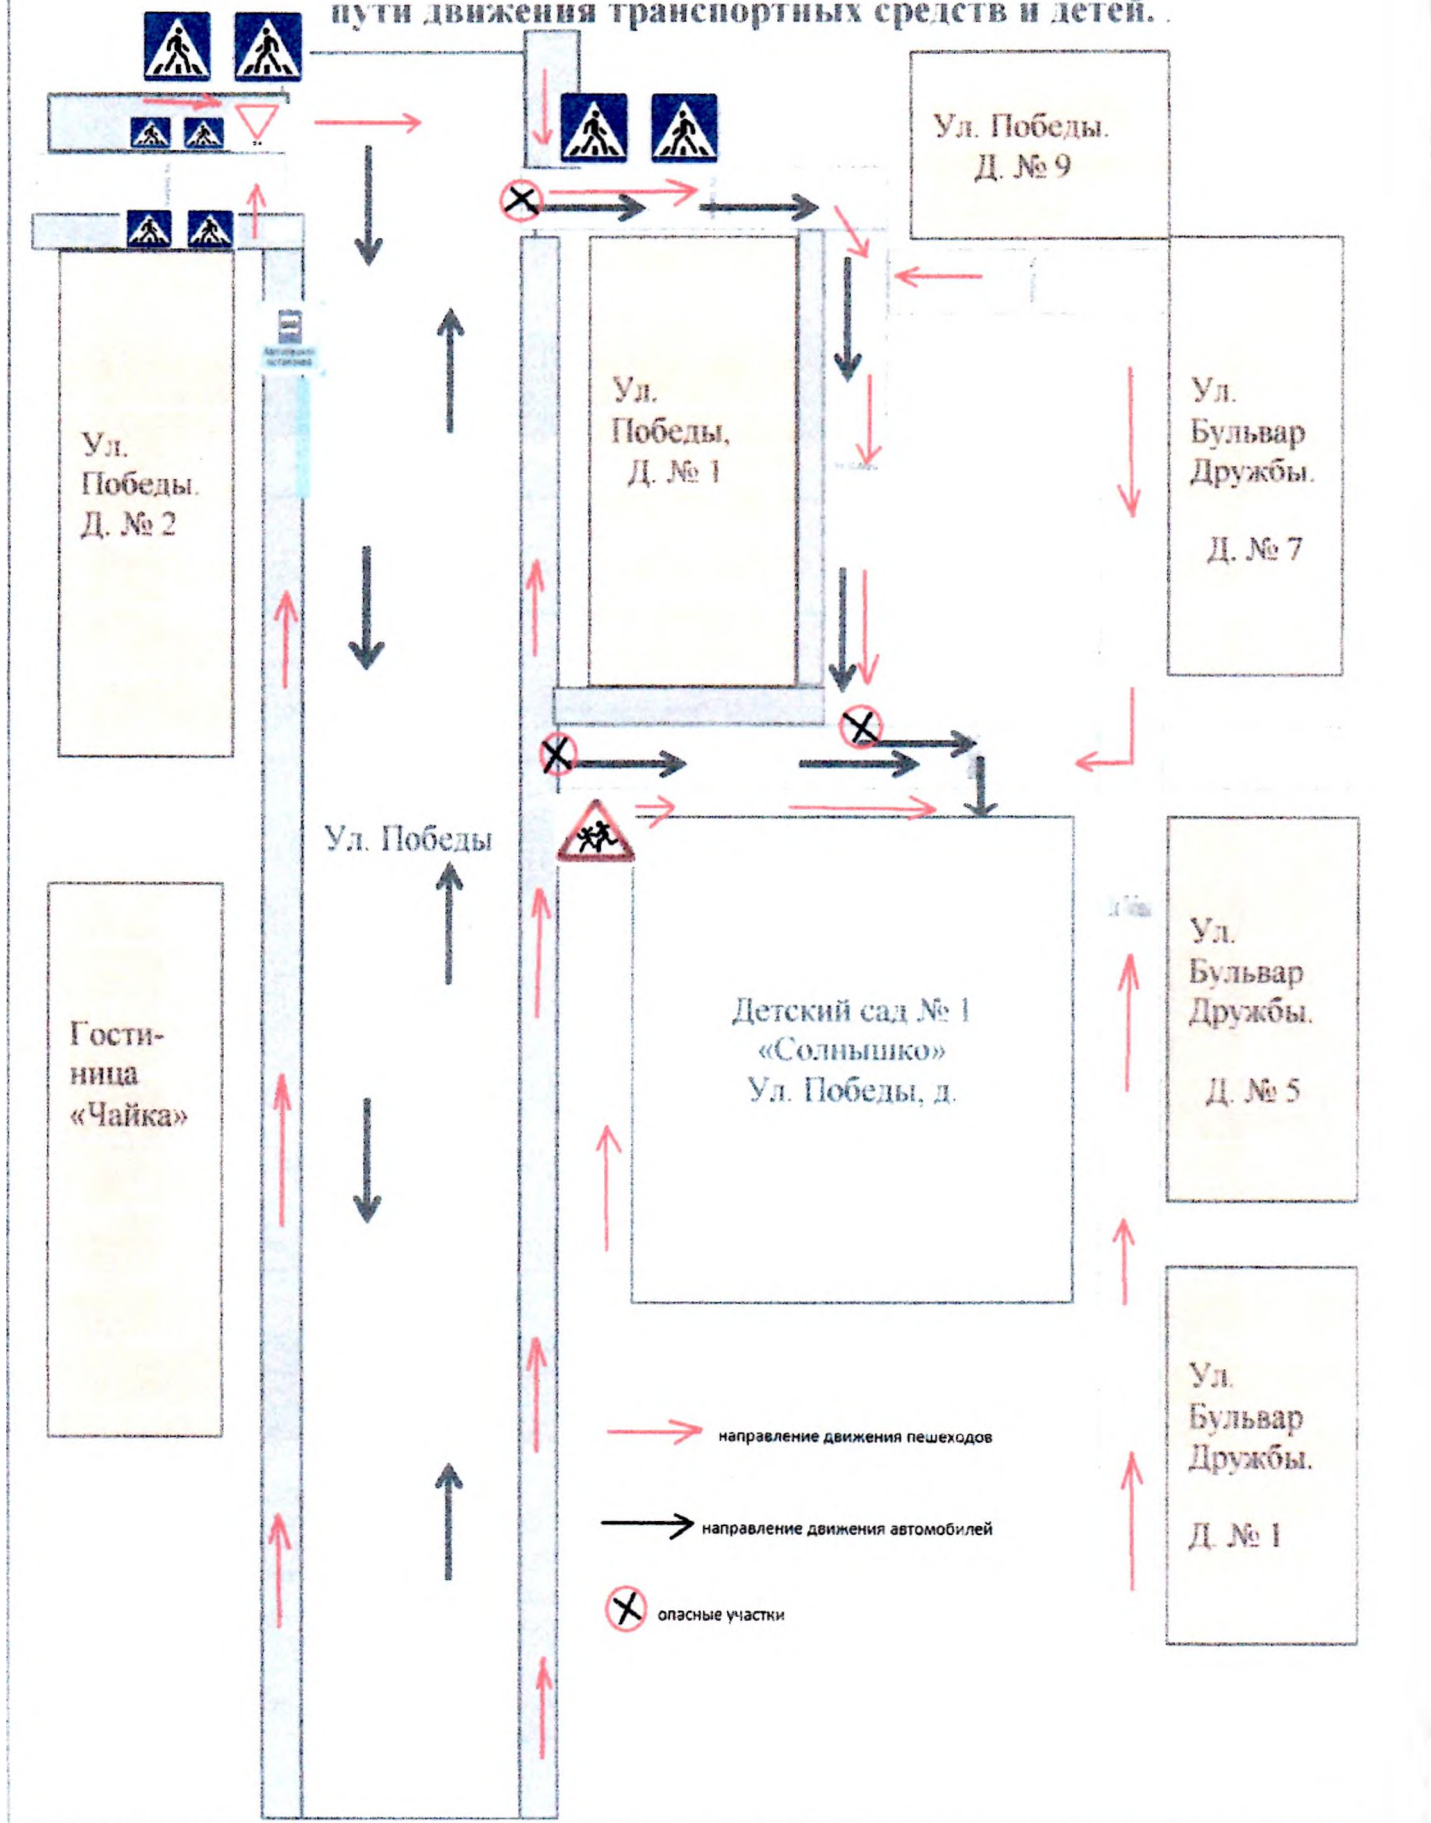 пути движения транспортных средств и детей.
Ул. Победы.
Д. № 9
Ул.
Победы,
Д. № 1
Ул.
Бульвар
Дружбы.
Д. № 7
Ул.
Победы.
Д. № 2
Ул. Победы
Ул.
Бульвар
Дружбы.
Д. № 5
Детский сад № 1
«Солнышко»
Ул. Победы, д.
Гости-
ница
«Чайка»
Ул.
Бульвар
Дружбы.
Д. № 1
направление движения пешеходов
направление движения автомобилей
опасные участки